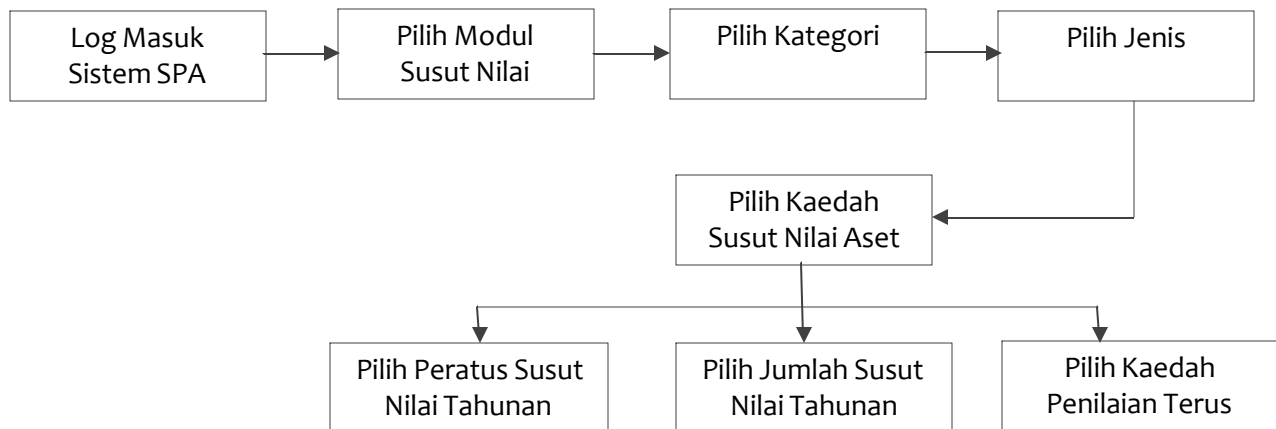 Log Masuk
Sistem SPA
Pilih Modul
Susut Nilai
Pilih Kategori
Pilih Jenis
Pilih Kaedah
Susut Nilai Aset
Pilih Peratus Susut
Nilai Tahunan
Pilih Jumlah Susut
Nilai Tahunan
Pilih Kaedah
Penilaian Terus